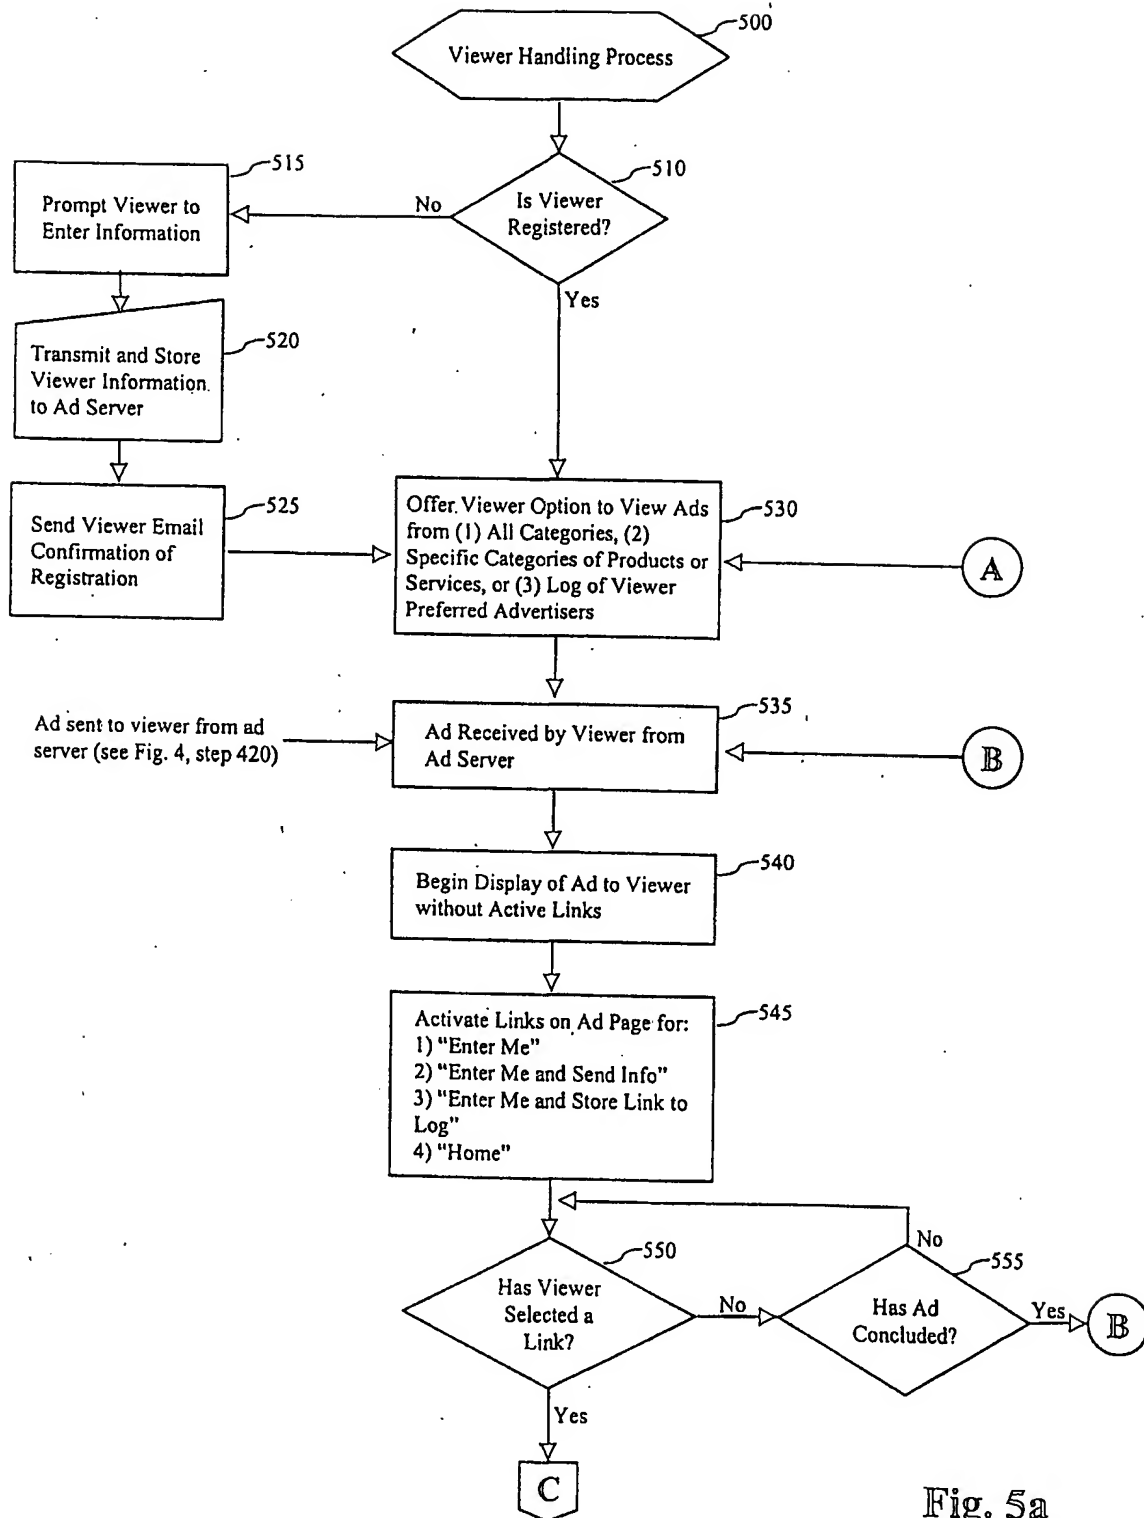 500
Viewer Handling Process
510
Is Viewer
Registered?
No
Yes
515
Prompt Viewer to
Enter Information
520
Transmit and Store
Viewer Information.
to Ad Server
525
Send Viewer Email
Confirmation of
Registration
530
Offer Viewer Option to View Ads
from (1) All Categories, (2)
Specific Categories of Products or
Services, or (3) Log of Viewer
Preferred Advertisers
A
535
Ad sent to viewer from ad
server (see Fig. 4, step 420)
Ad Received by Viewer from
Ad Server
B
540
Begin Display of Ad to Viewer
without Active Links
545
Activate Links on Ad Page for:
1) "Enter Me"
2) "Enter Me and Send Info"
3) "Enter Me and Store Link to
Log"
4) "Home"
550
Has Viewer
Selected a
Link?
No
555
Has Ad
Concluded?
No
Yes
B
Yes
C
Fig. 5a